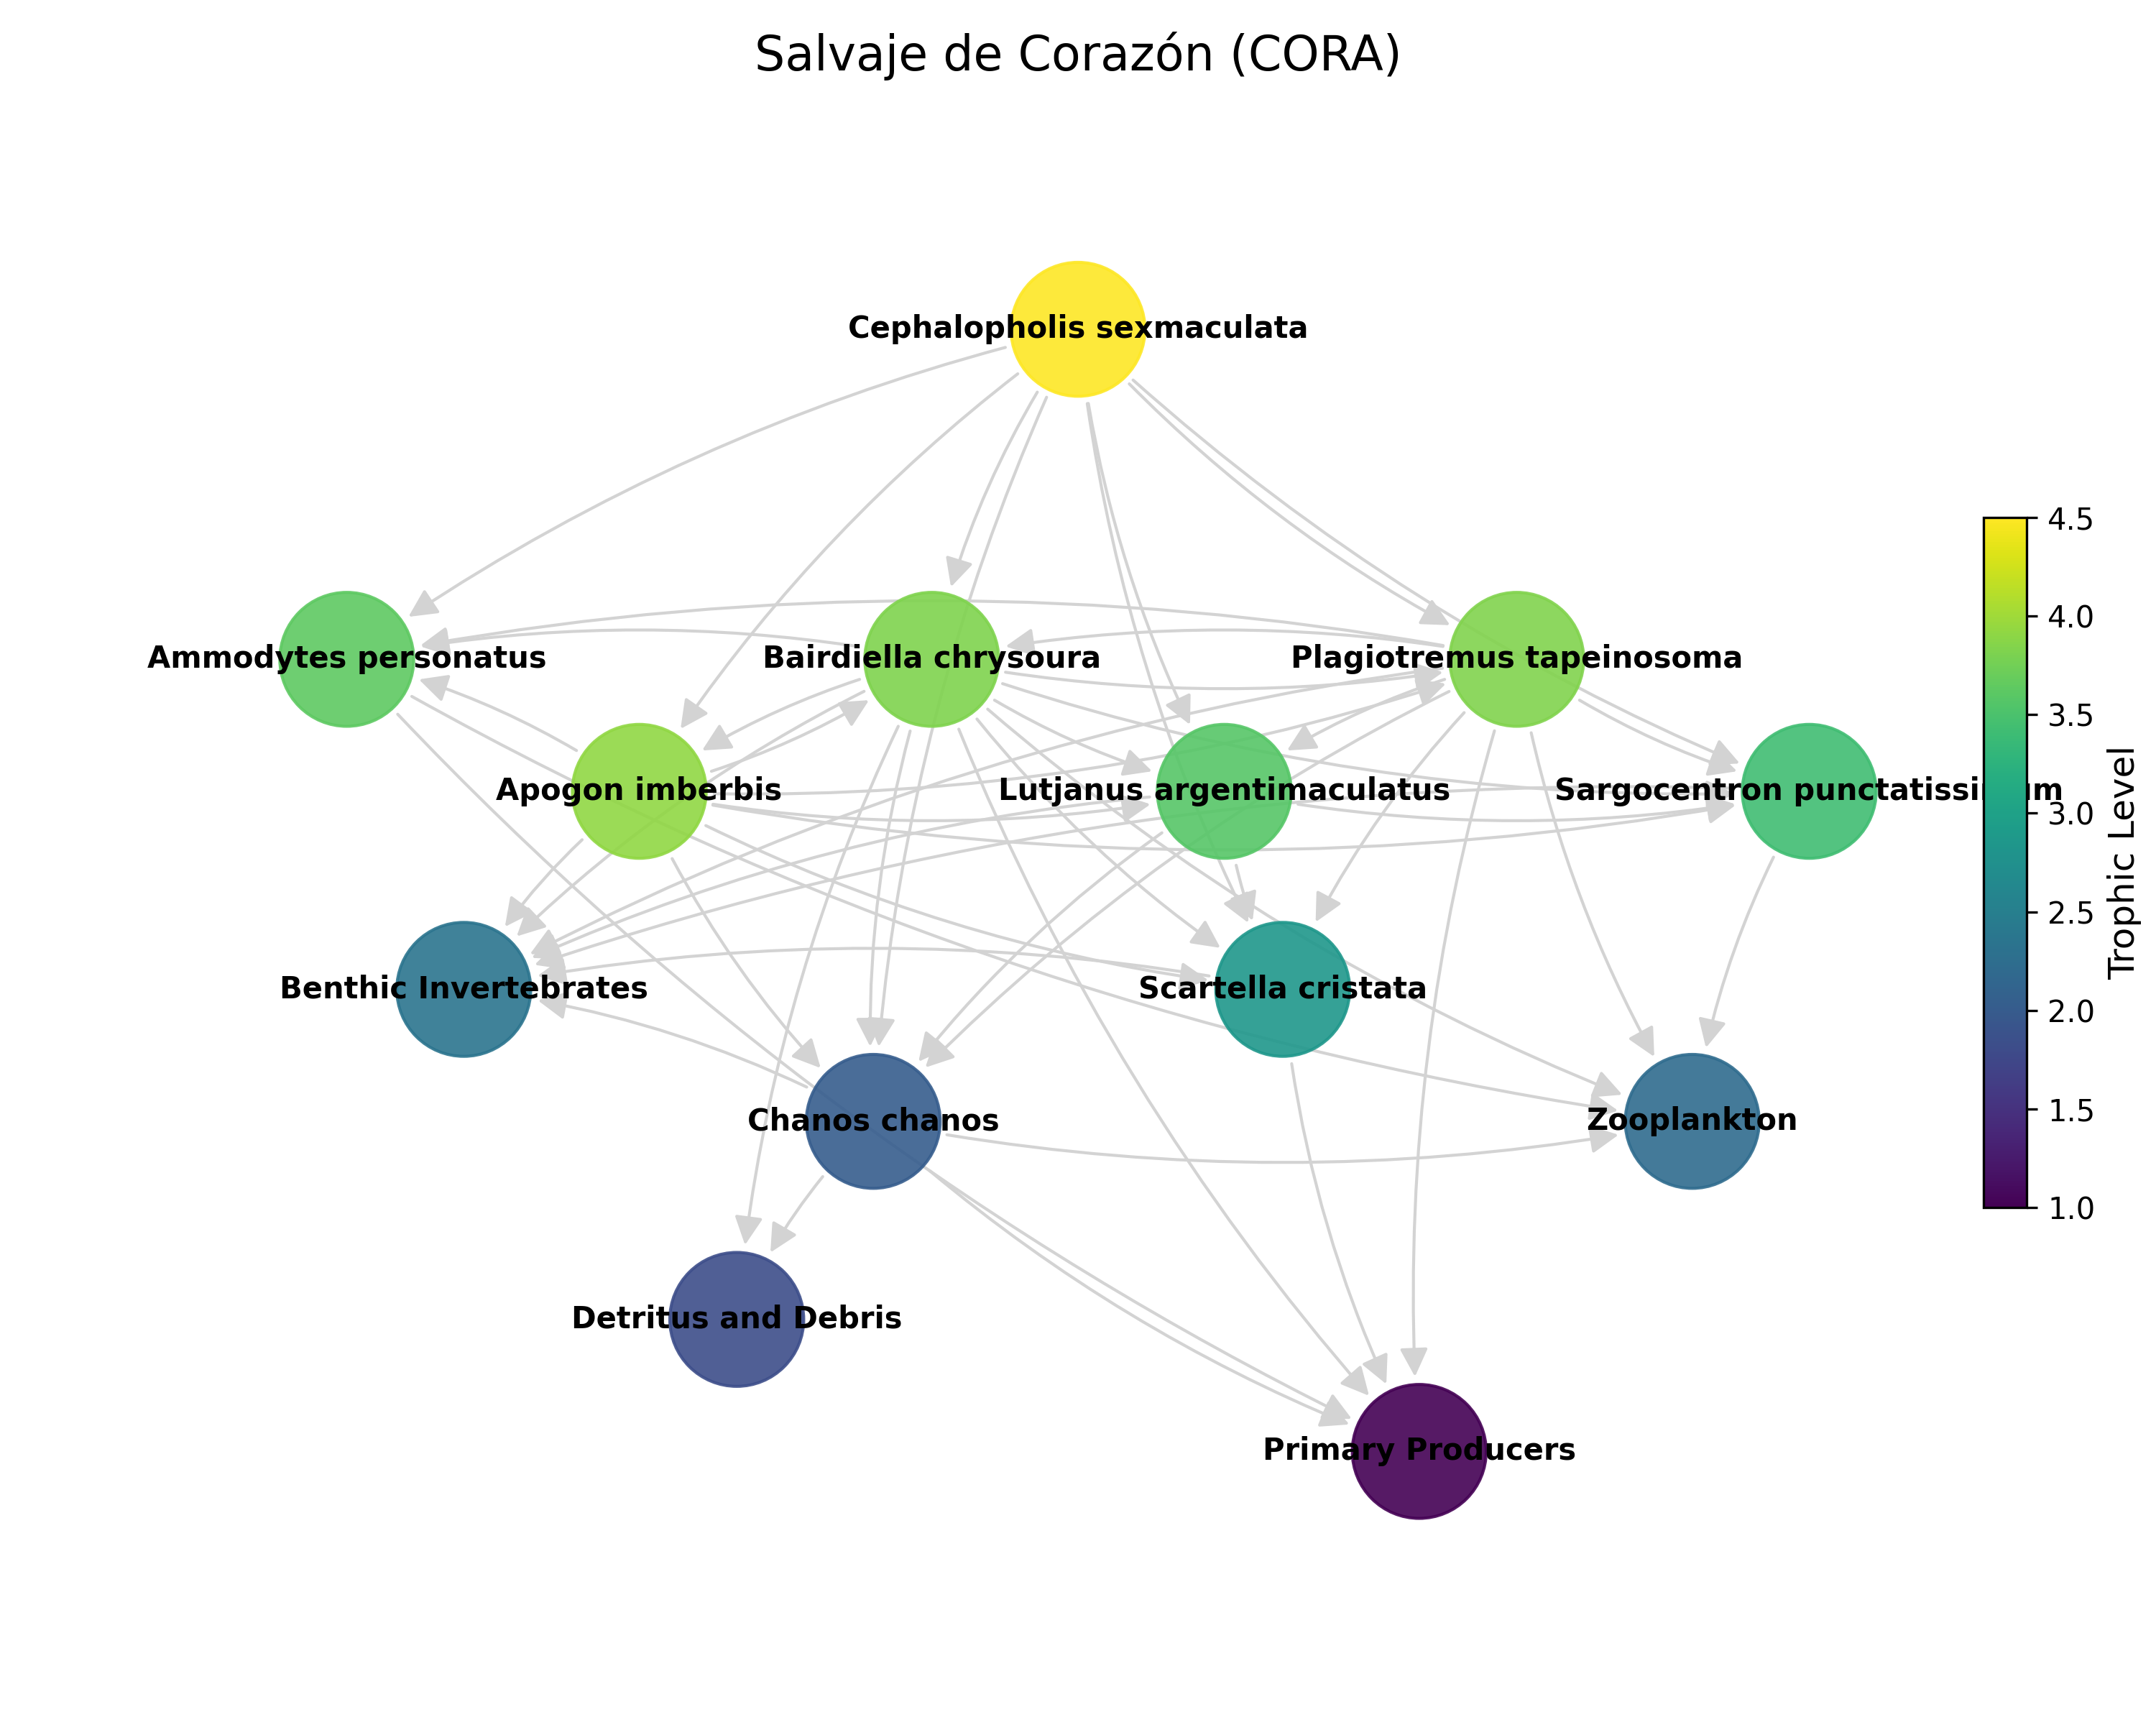 Salvaje de Corazón (CORA)
Cephalopholis sexmaculata
Ammodytes personatus
Bairdiella chrysoura
Plagiotremus tapeinosoma
Apogon imberbis
Lutjanus argentimaculatus
Sargocentron punctatissimum
Benthic Invertebrates
Scartella cristata
Chanos chanos
Zooplankton
Detritus and Debris
Primary Producers
4.5
4.0
3.5
3.0
2.5
2.0
1.5
1.0
Trophic Level